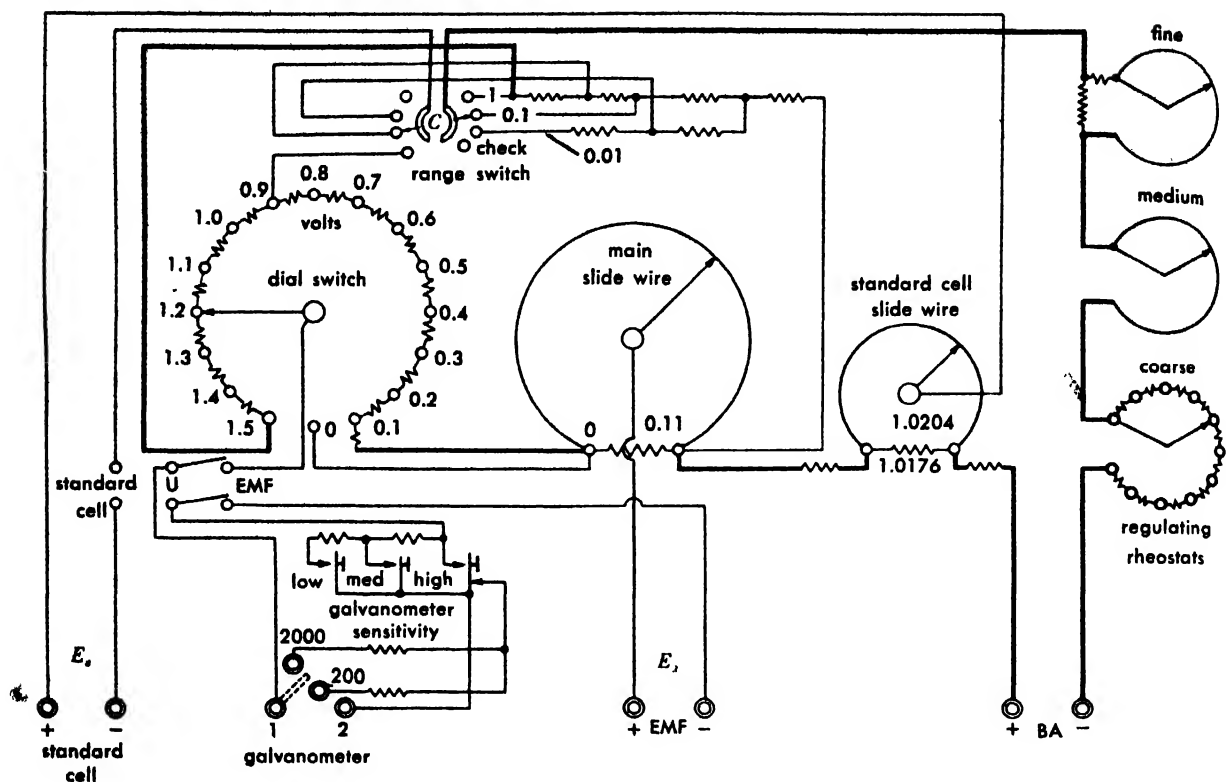 fine
C
1
0.1
check
0.01
range switch
medium
0.9
0.8
0.7
1.0
volts
0.6
1.1
0.5
dial switch
main
slide wire
standard cell
slide wire
1.2
0.4
1.3
0.3
coarse
1.4
0.2
1.5
0
0.1
0
0.11
1.0204
1.0176
standard
cell
U
EMF
regulating
rheostats
low
med
high
galvanometer
sensitivity
2000
200
1
2
+
-
standard
cell
galvanometer
+
EMF
-
+
BA
-